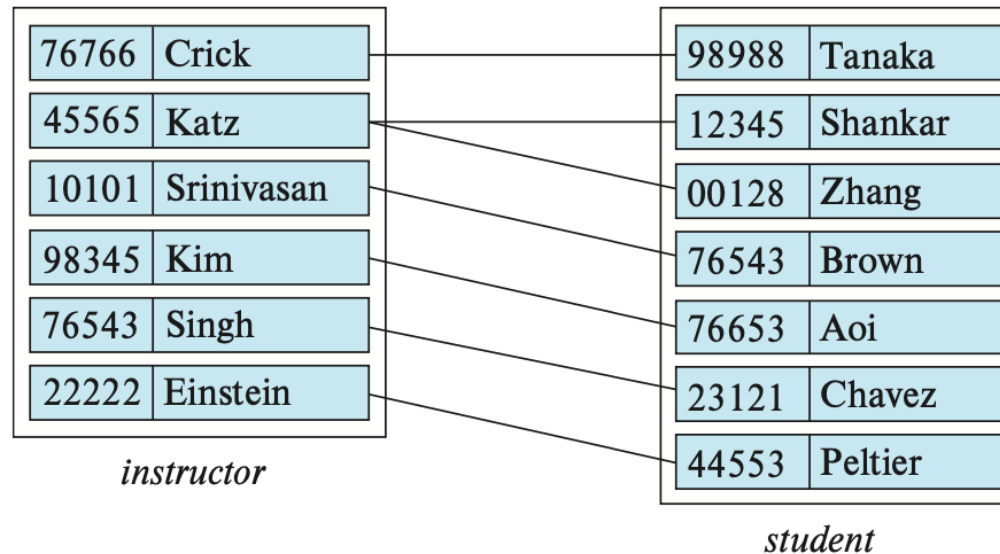 76766 Crick
45565 Katz
10101 Srinivasan
98345 Kim
76543 Singh
22222 Einstein
instructor
98988 Tanaka
12345 Shankar
00128 Zhang
76543 Brown
76653 Aoi
23121 Chavez
44553 Peltier
student